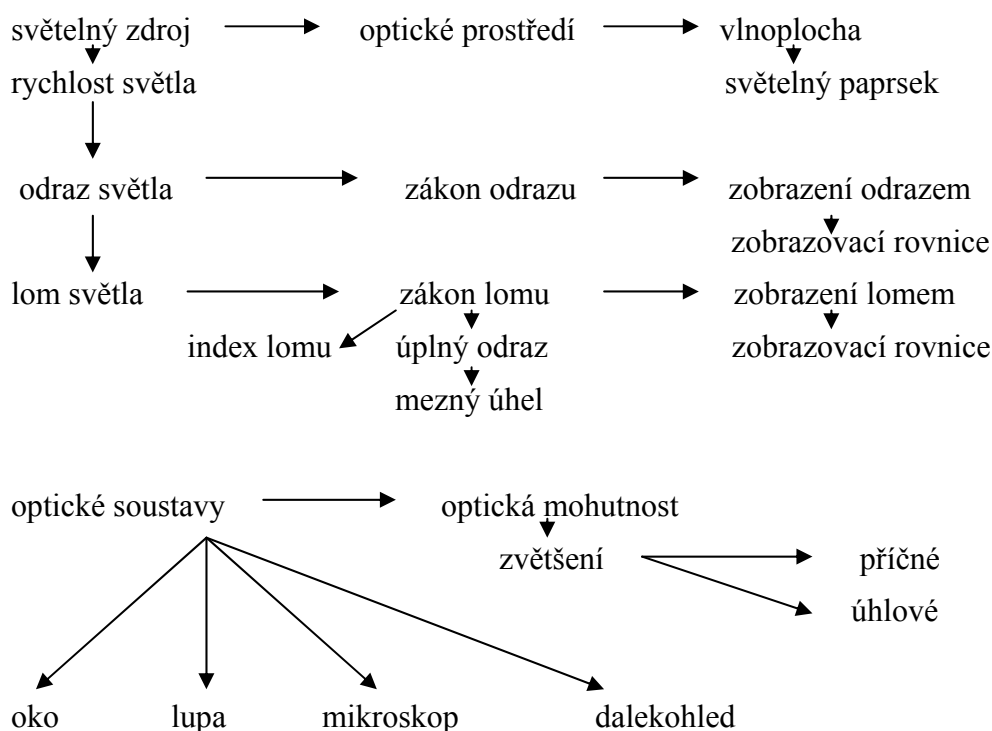 světelný zdroj optické prostředí vlnoplocha
rychlost světla světelný paprsek
odraz světla zákon odrazu zobrazení odrazem
zobrazovací rovnice
lom světla zákon lomu zobrazení lomem
index lomu úplný odraz zobrazovací rovnice
mezný úhel
optické soustavy optická mohutnost
zvětšení příčné
úhlové
oko lupa mikroskop dalekohled